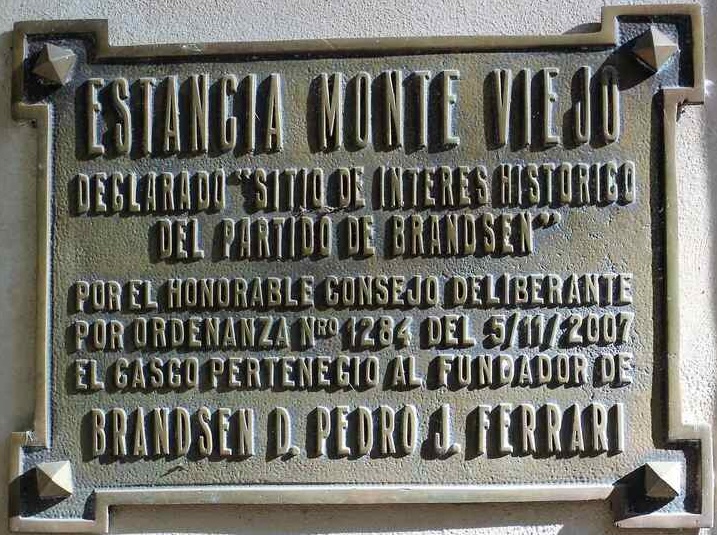 ESTANCIA MONTE VIEJO
DECLARADO "SITIO DE INTERES HISTORICO
DEL PARTIDO DE BRANDSEN"
POR EL HONORABLE CONSEJO DELIBERANTE
POR ORDENANZA NRO 1284 DEL 5/11/2007
EL CASCO PERTENECIO AL FUNDADOR DE
BRANDSEN D. PEDRO J. FERRARI